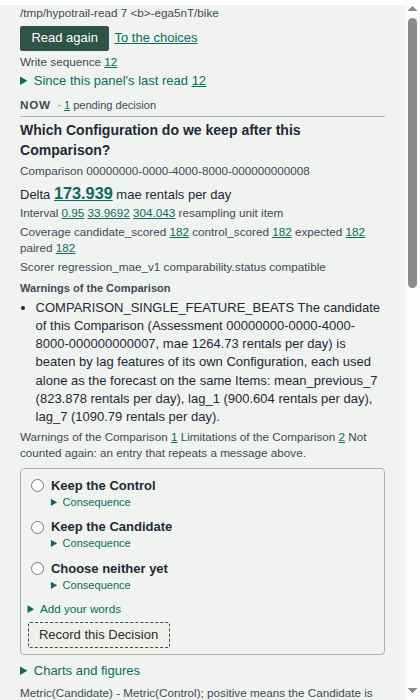 /tmp/hypotrail-read 7 <b>-ega5nT/bike
Read again To the choices
Write sequence 12
Since this panel's last read 12
NOW · 1 pending decision
Which Configuration do we keep after this
Comparison?
Comparison 00000000-0000-4000-8000-000000000008
Delta 173.939 mae rentals per day
Interval 0.95 33.9692 304.043 resampling unit item
Coverage candidate_scored 182 control_scored 182 expected 182
paired 182
Scorer regression_mae_v1 comparability.status compatible
Warnings of the Comparison
• COMPARISON_SINGLE_FEATURE_BEATS The candidate
of this Comparison (Assessment 00000000-0000-4000-
8000-000000000007, mae 1264.73 rentals per day) is
beaten by lag features of its own Configuration, each used
alone as the forecast on the same Items: mean_previous_7
(823.878 rentals per day), lag_1 (900.604 rentals per day),
lag_7 (1090.79 rentals per day).
Warnings of the Comparison 1 Limitations of the Comparison 2 Not
counted again: an entry that repeats a message above.
Keep the Control
Consequence
Keep the Candidate
Consequence
Choose neither yet
Consequence
Add your words
Record this Decision
Charts and figures
Metric(Candidate) - Metric(Control); positive means the Candidate is